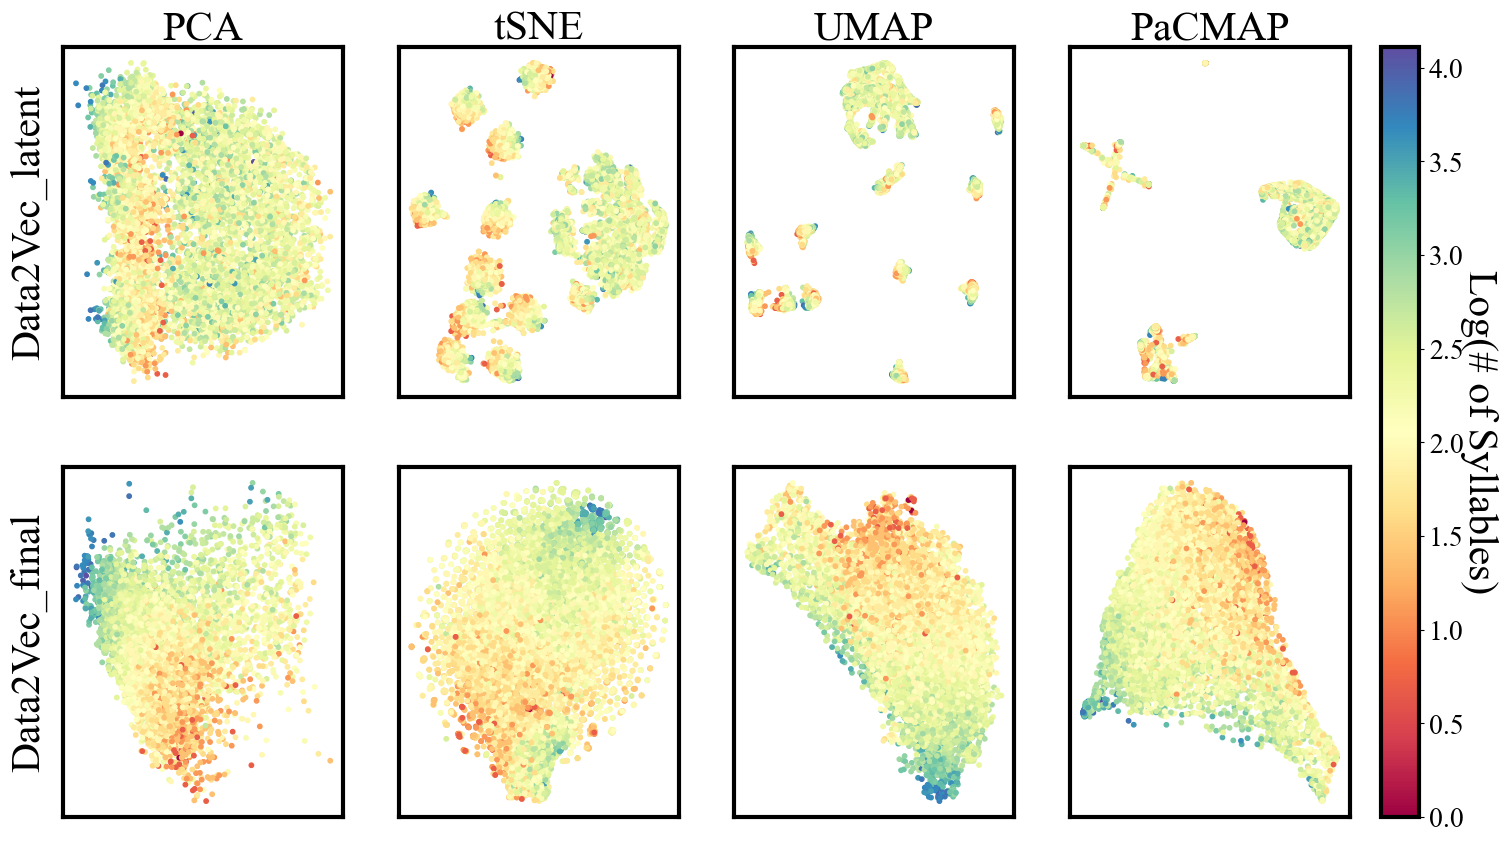 PCA
tSNE
UMAP
PaCMAP
Data2Vec_latent
Data2Vec_final
4.0
3.5
3.0
2.5
2.0
1.5
1.0
0.5
0.0
Log(# of Syllables)